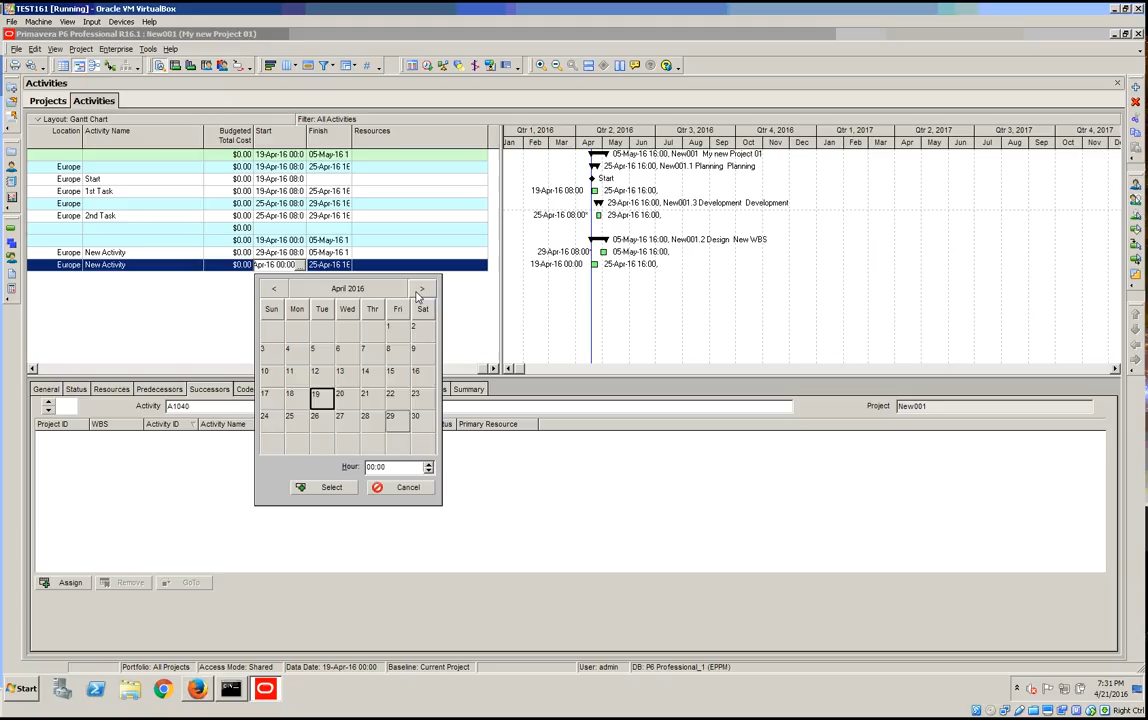 TEST161 [Running] - Oracle VM VirtualBox
File Machine View Input Devices Help
Primavera P6 Professional R16.1 : New001 (My new Project 01)
File Edit View Project Enterprise Tools Help
Activities
Projects Activities
Layout: Gantt Chart Filter: All Activities
Location Activity Name Budgeted Total Cost Start Finish Resources
Qtr 1, 2016 Qtr 2, 2016 Qtr 3, 2016 Qtr 4, 2016 Qtr 1, 2017 Qtr 2, 2017 Qtr 3, 2017 Qtr 4, 2017
Jan Feb Mar Apr May Jun Jul Aug Sep Oct Nov Dec Jan Feb Mar Apr May Jun Jul Aug Sep Oct Nov D
$0.00 19-Apr-16 00:0 05-May-16 1 05-May-16 16:00, New001 My new Project 01
Europe $0.00 19-Apr-16 00:0 25-Apr-16 16 25-Apr-16 16:00, New001.1 Planning Planning
Europe Start $0.00 19-Apr-16 00:0 Start
Europe 1st Task $0.00 19-Apr-16 08:0 25-Apr-16 16 19-Apr-16 08:00 25-Apr-16 16:00,
Europe $0.00 25-Apr-16 08:0 29-Apr-16 16 29-Apr-16 16:00, New001.3 Development Development
Europe 2nd Task $0.00 25-Apr-16 08:0 29-Apr-16 16 25-Apr-16 08:00* 29-Apr-16 16:00,
$0.00
$0.00 19-Apr-16 00:0 05-May-16 1 05-May-16 16:00, New001.2 Design New WBS
Europe New Activity $0.00 29-Apr-16 08:0 05-May-16 1 29-Apr-16 08:00* 05-May-16 16:00,
Europe New Activity $0.00 Apr-16 00:00 ... 25-Apr-16 16 19-Apr-16 00:00 25-Apr-16 16:00,
< April 2016 >
Sun Mon Tue Wed Thr Fri Sat
1 2
3 4 5 6 7 8 9
10 11 12 13 14 15 16
17 18 19 20 21 22 23
24 25 26 27 28 29 30
Hour: 00:00
Select Cancel
General Status Resources Predecessors Successors Code Summary
Activity A1040 Project New001
Project ID WBS Activity ID Activity Name Primary Resource
Assign Remove GoTo
Portfolio: All Projects Access Mode: Shared Data Date: 19-Apr-16 00:00 Baseline: Current Project User: admin DB: P6 Professional_1 (EPPM)
Start
7:31 PM
4/21/2016
Right Ctrl